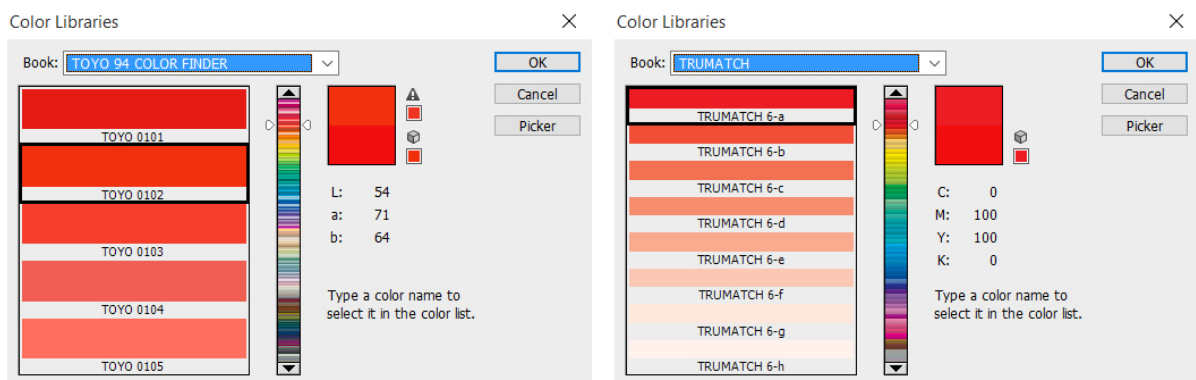 Color Libraries
Book: TOYO 94 COLOR FINDER
OK
Cancel
Picker
TOYO 0101
TOYO 0102
TOYO 0103
TOYO 0104
TOYO 0105
L: 54
a: 71
b: 64
Type a color name to
select it in the color list.
Color Libraries
Book: TRUMATCH
OK
Cancel
Picker
TRUMATCH 6-a
TRUMATCH 6-b
TRUMATCH 6-c
TRUMATCH 6-d
TRUMATCH 6-e
TRUMATCH 6-f
TRUMATCH 6-g
TRUMATCH 6-h
C: 0
M: 100
Y: 100
K: 0
Type a color name to
select it in the color list.